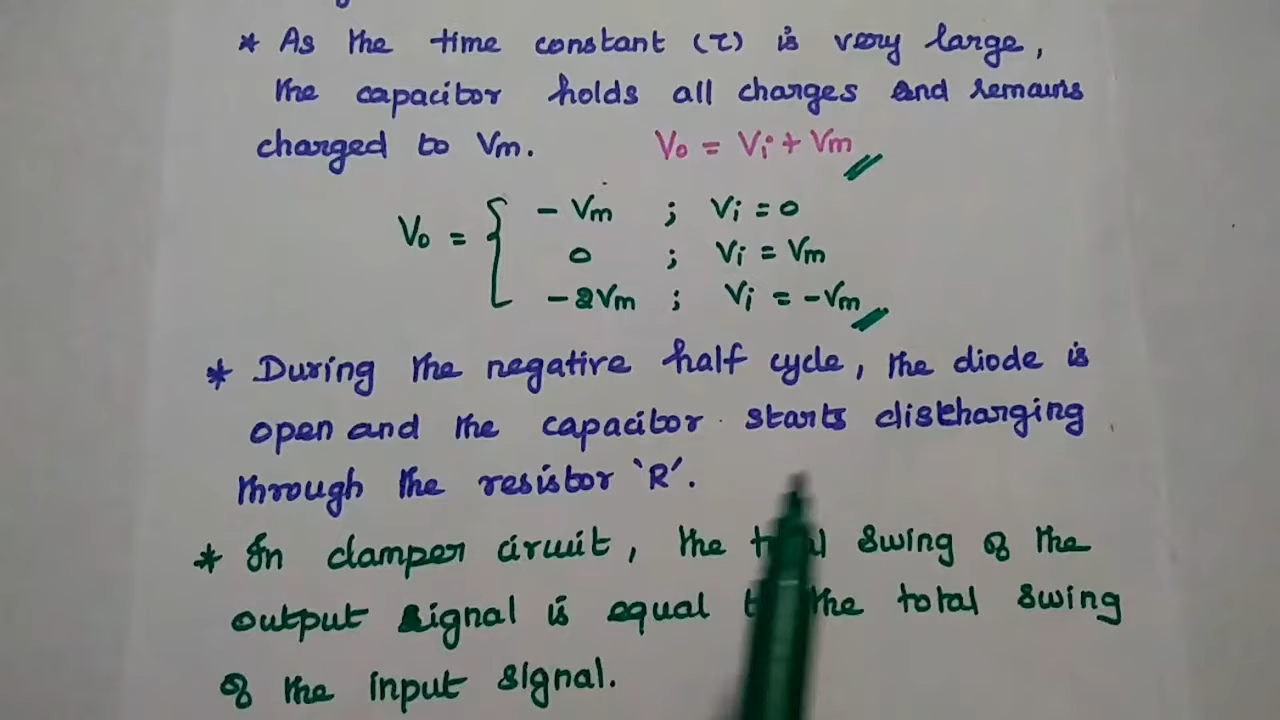 * As the time constant (τ) is very large,
the capacitor holds all charges and remains
charged to Vm. Vo = Vi + Vm
Vo = { - Vm ; Vi = 0
0 ; Vi = Vm
- 2Vm ; Vi = -Vm
* During the negative half cycle, the diode is
open and the capacitor starts discharging
through the resistor 'R'.
* In clamper circuit, the total swing of the
output signal is equal the total swing
of the input signal.